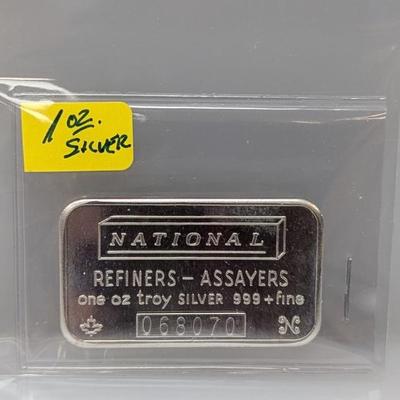 1 oz.
SILVER
NATIONAL
REFINERS – ASSAYERS
one oz troy SILVER 999+fine
068070
N